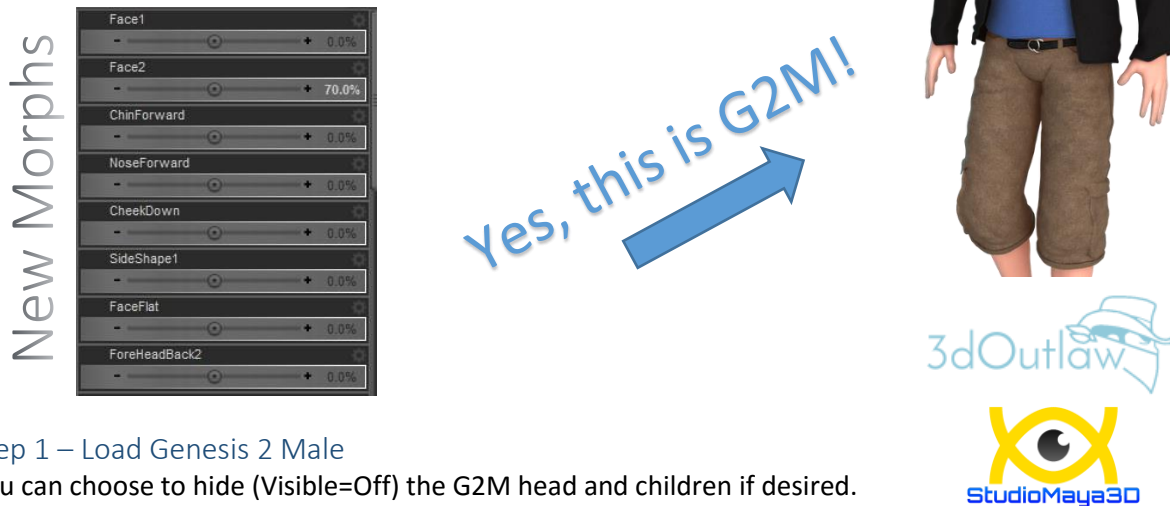 New Morphs
Face1
- + 0.0%
Face2
- + 70.0%
ChinForward
- + 0.0%
NoseForward
- + 0.0%
CheekDown
- + 0.0%
SideShape1
- + 0.0%
FaceFlat
- + 0.0%
ForeHeadBack2
- + 0.0%
Yes, this is G2M!
3dOutlaw
StudioMaya3D
ep 1 – Load Genesis 2 Male
u can choose to hide (Visible=Off) the G2M head and children if desired.